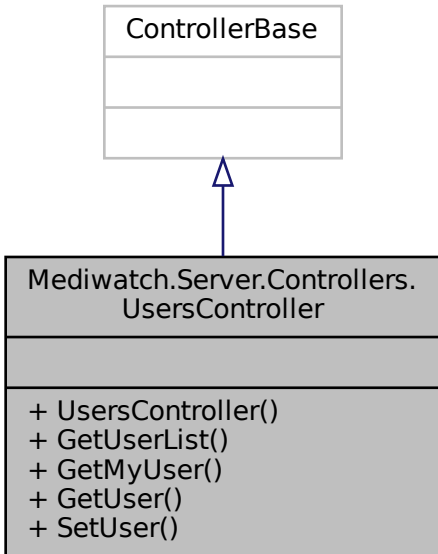 ControllerBase
Mediwatch.Server.Controllers.
UsersController
+ UsersController()
+ GetUserList()
+ GetMyUser()
+ GetUser()
+ SetUser()